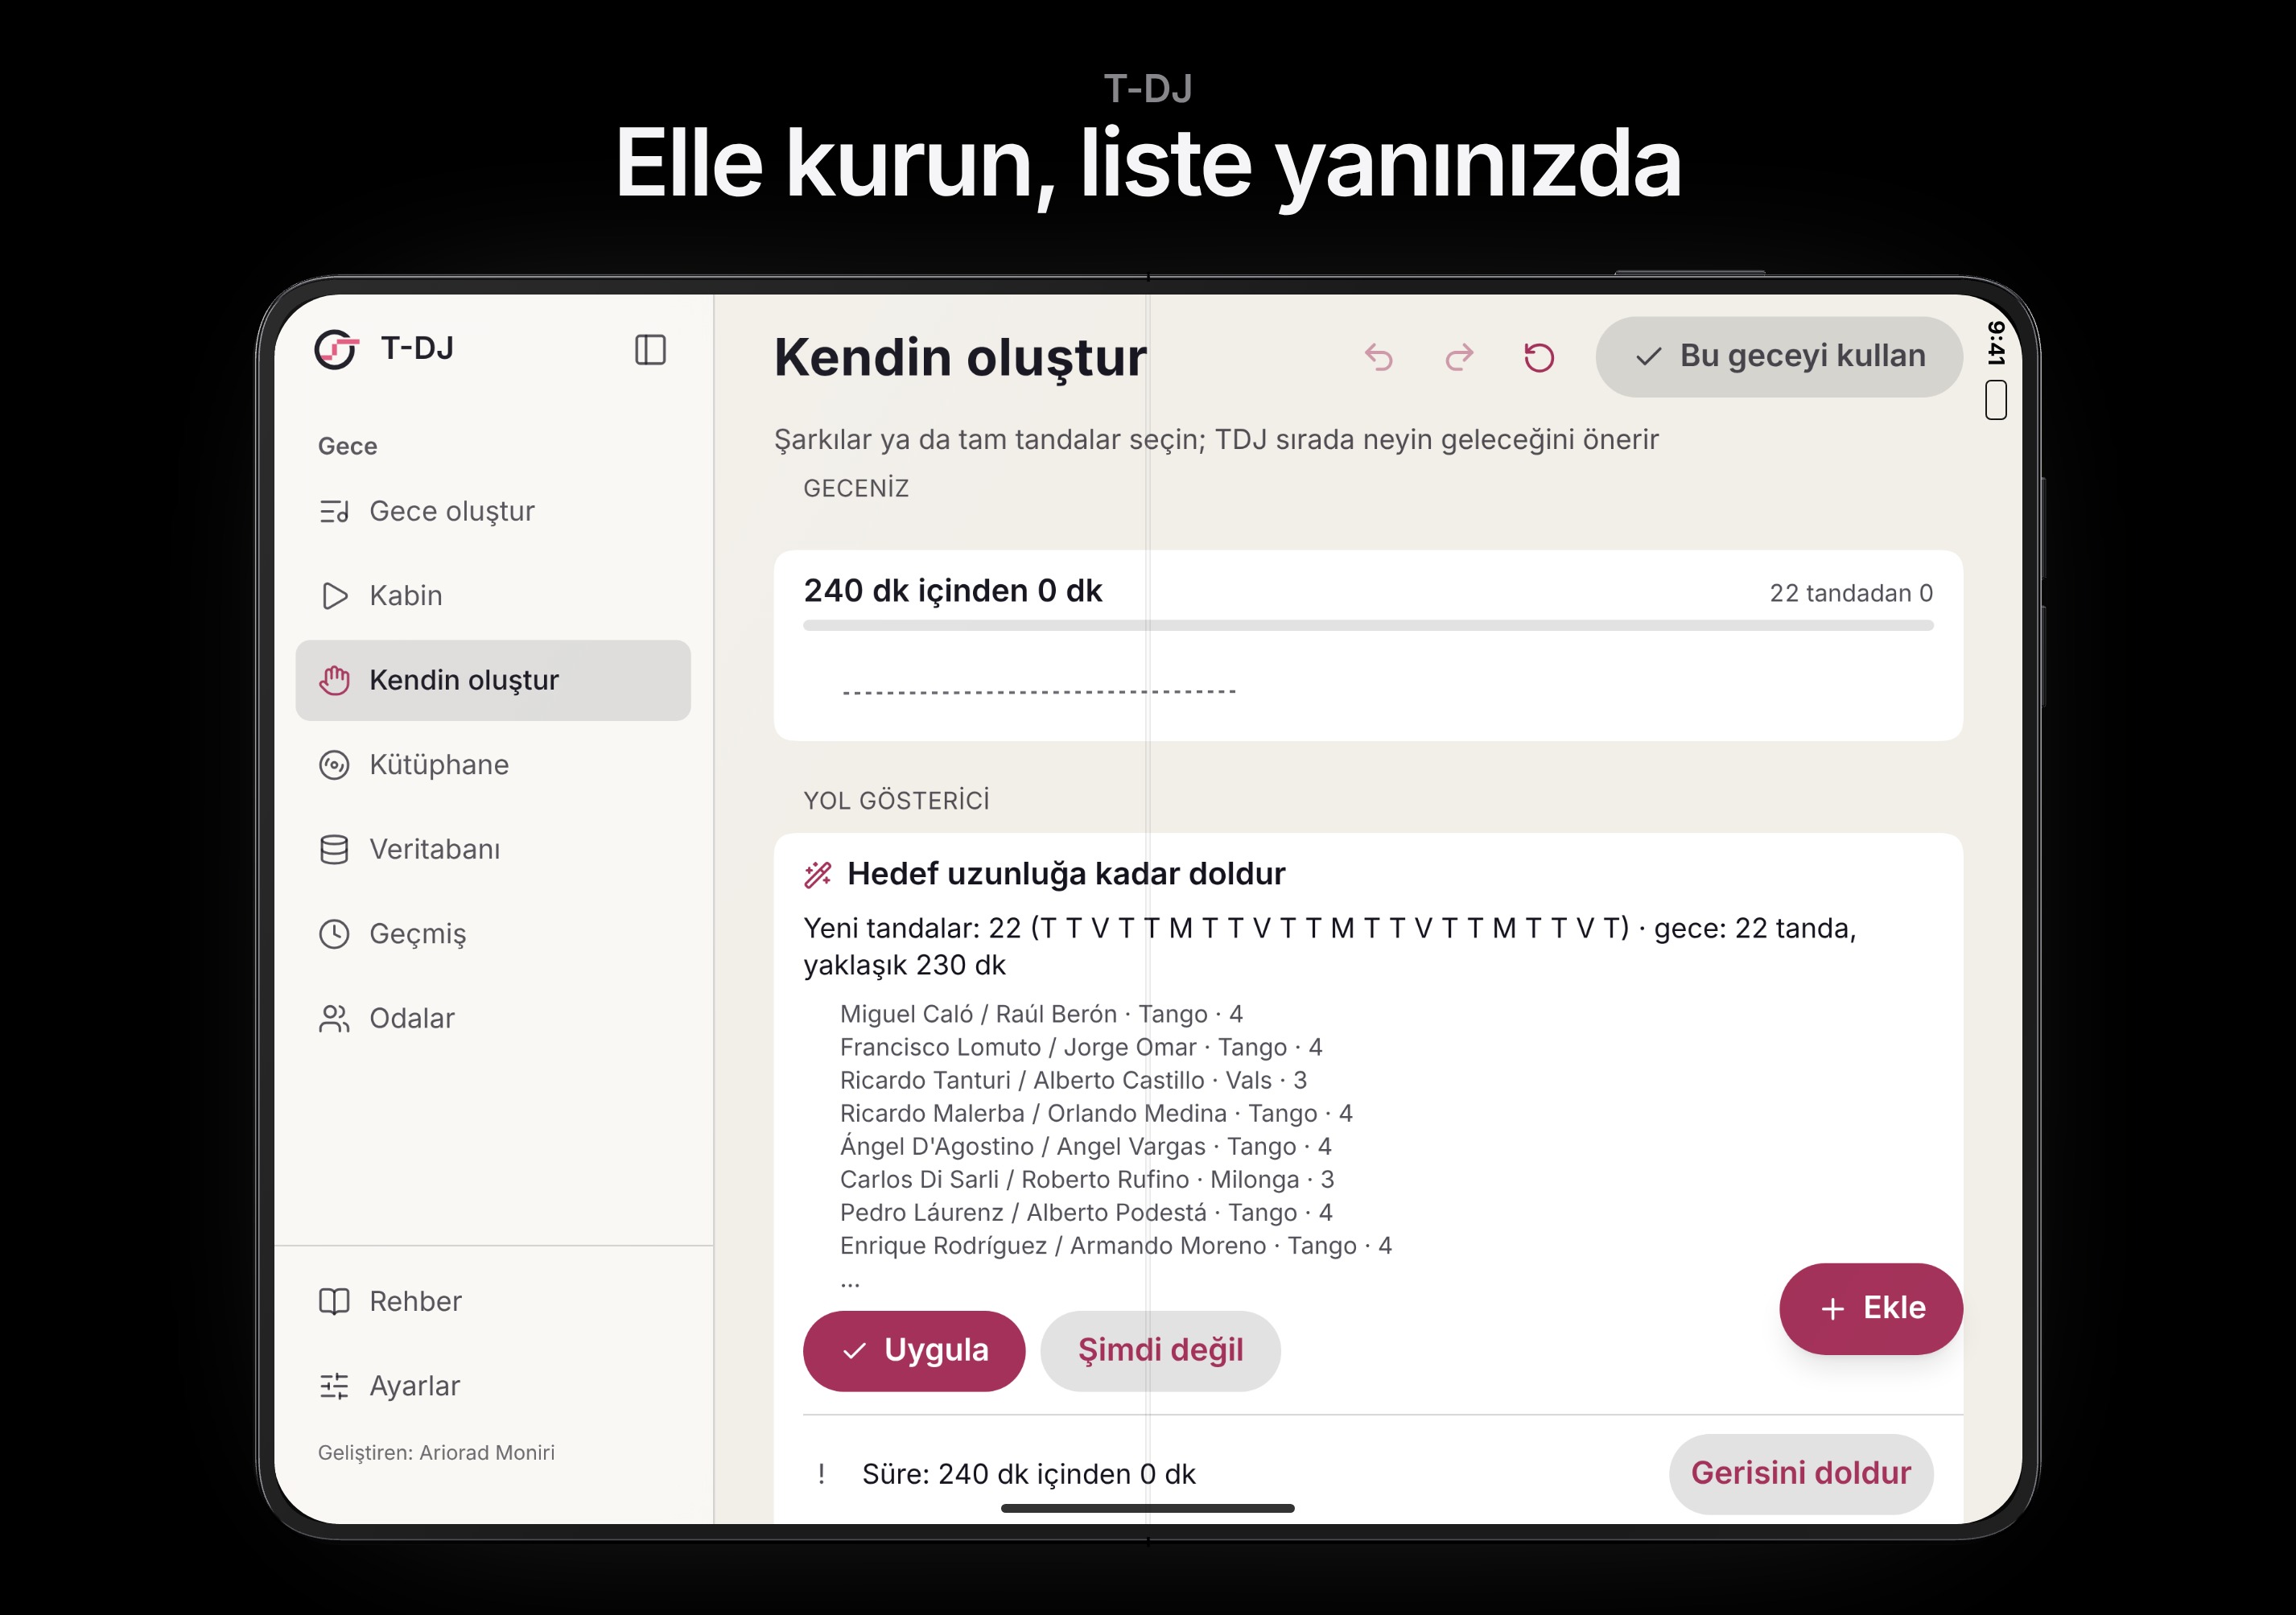 T-DJ
Elle kurun, liste yanınızda
T-DJ
Gece
Gece oluştur
Kabin
Kendin oluştur
Kütüphane
Veritabanı
Geçmiş
Odalar
Rehber
Ayarlar
Geliştiren: Ariorad Moniri
Kendin oluştur
Bu geceyi kullan
9:41
Şarkılar ya da tam tandalar seçin; TDJ sırada neyin geleceğini önerir
GECENİZ
240 dk içinden 0 dk
22 tandadan 0
YOL GÖSTERİCİ
Hedef uzunluğa kadar doldur
Yeni tandalar: 22 (T T V T T M T T V T T M T T V T T M T T V T) · gece: 22 tanda,
yaklaşık 230 dk
Miguel Caló / Raúl Berón · Tango · 4
Francisco Lomuto / Jorge Omar · Tango · 4
Ricardo Tanturi / Alberto Castillo · Vals · 3
Ricardo Malerba / Orlando Medina · Tango · 4
Ángel D'Agostino / Angel Vargas · Tango · 4
Carlos Di Sarli / Roberto Rufino · Milonga · 3
Pedro Láurenz / Alberto Podestá · Tango · 4
Enrique Rodríguez / Armando Moreno · Tango · 4
...
Uygula
Şimdi değil
+ Ekle
! Süre: 240 dk içinden 0 dk
Gerisini doldur